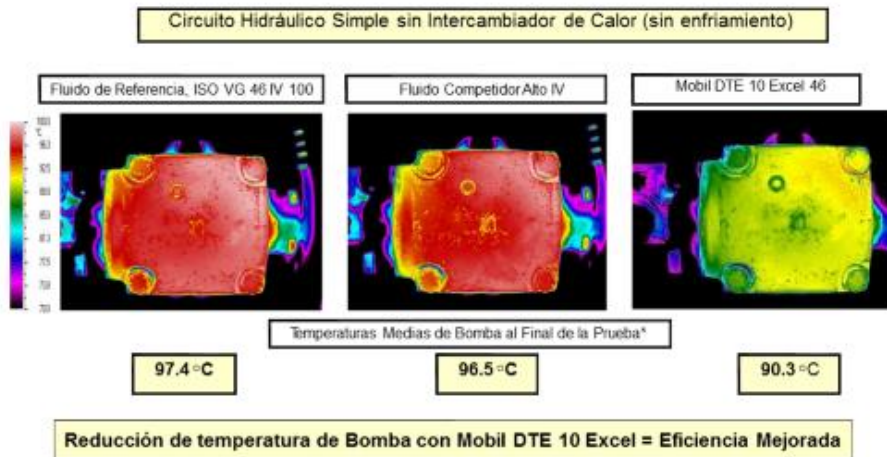 Circuito Hidráulico Simple sin Intercambiador de Calor (sin enfriamiento)
Fluido de Referencia, ISO VG 46 IV 100
Fluido Competidor Alto IV
Mobil DTE 10 Excel 46
°C
Temperaturas Medias de Bomba al Final de la Prueba*
97.4 °C
96.5 °C
90.3 °C
Reducción de temperatura de Bomba con Mobil DTE 10 Excel = Eficiencia Mejorada